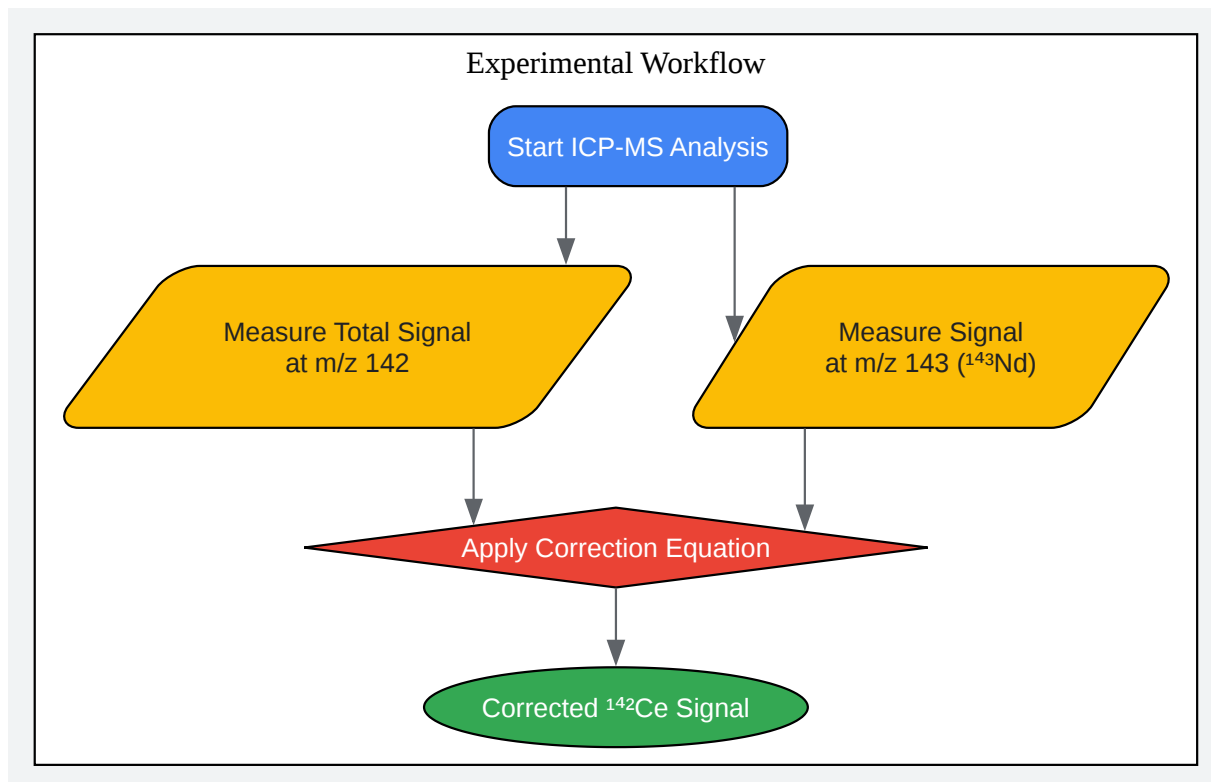 Experimental Workflow
Start ICP-MS Analysis
Measure Total Signal
at m/z 142
Measure Signal
at m/z 143 (¹⁴³Nd)
Apply Correction Equation
Corrected ¹⁴²Ce Signal